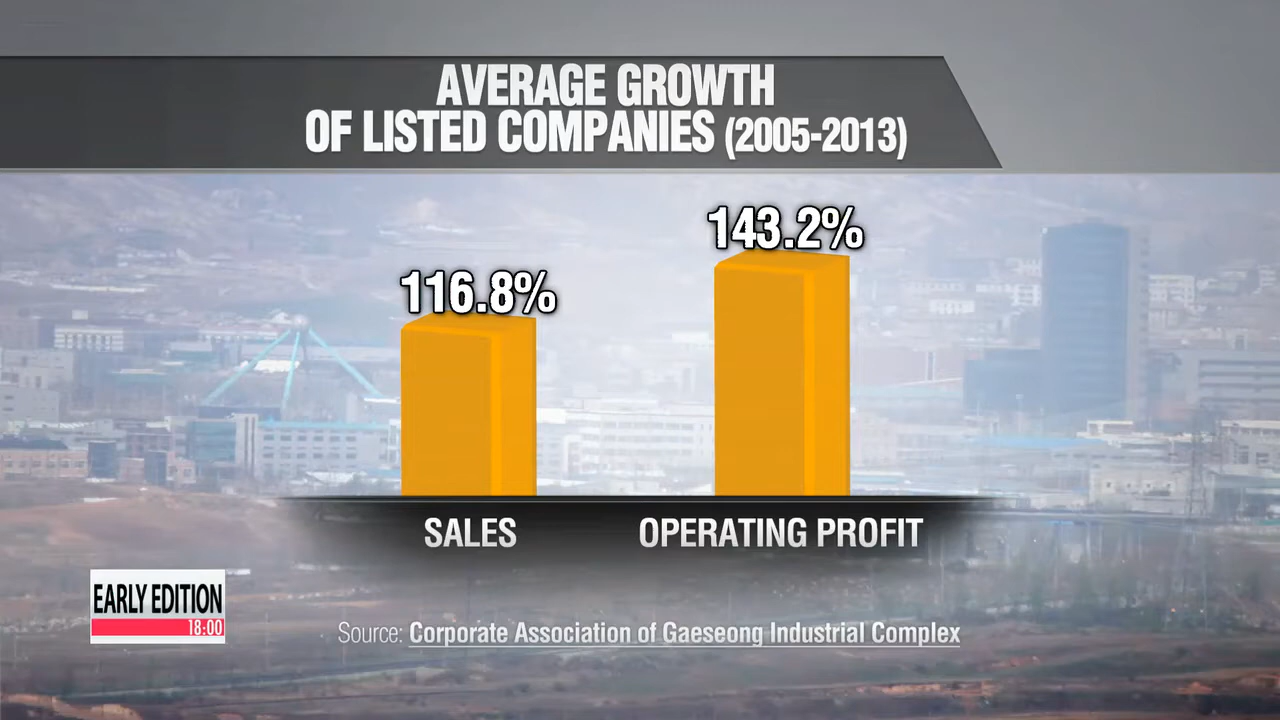 AVERAGE GROWTH
OF LISTED COMPANIES (2005-2013)
143.2%
116.8%
SALES
OPERATING PROFIT
EARLY EDITION
18:00
Source: Corporate Association of Gaeseong Industrial Complex